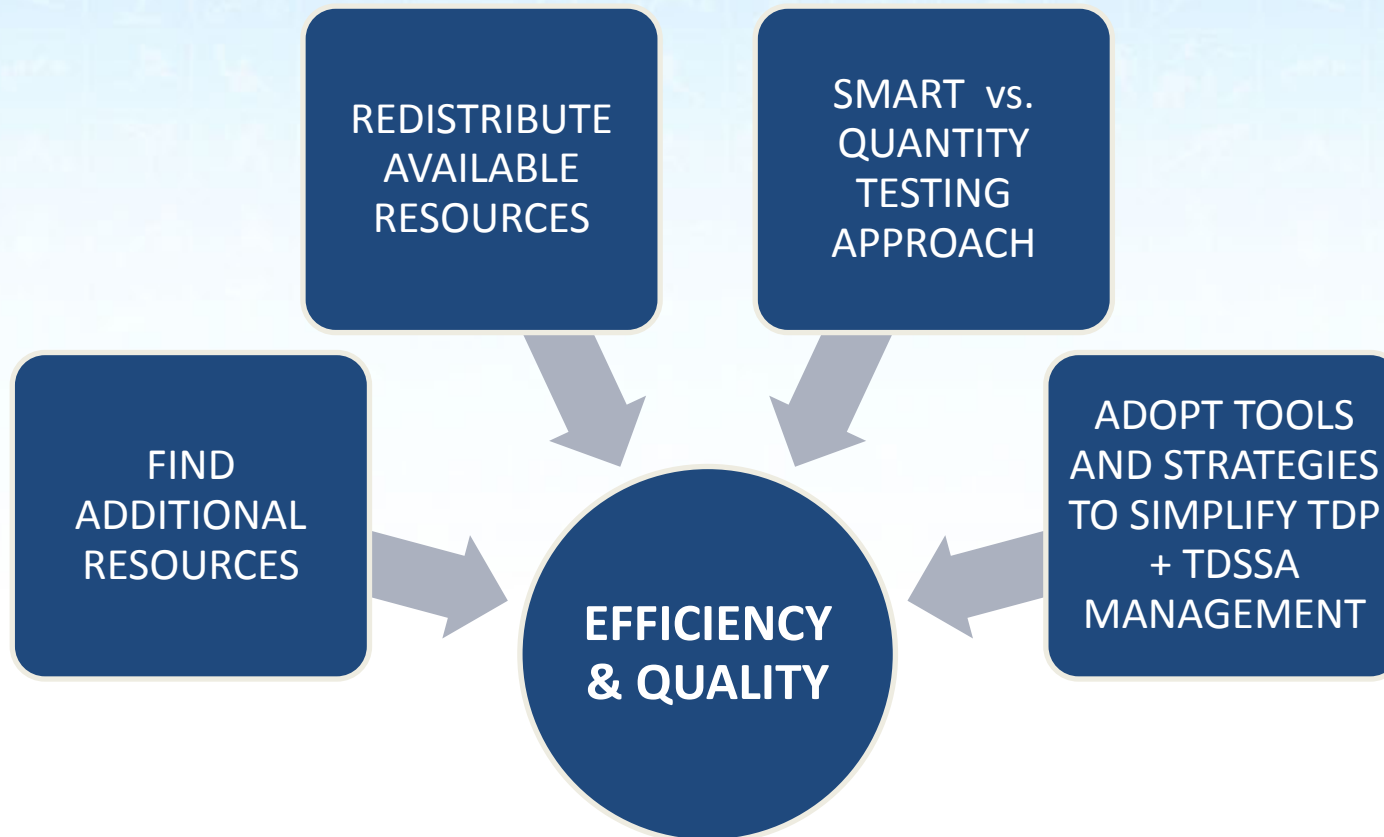 REDISTRIBUTE
AVAILABLE
RESOURCES
SMART vs.
QUANTITY
TESTING
APPROACH
FIND
ADDITIONAL
RESOURCES
ADOPT TOOLS
AND STRATEGIES
TO SIMPLIFY TDP
+ TDSSA
MANAGEMENT
EFFICIENCY
& QUALITY